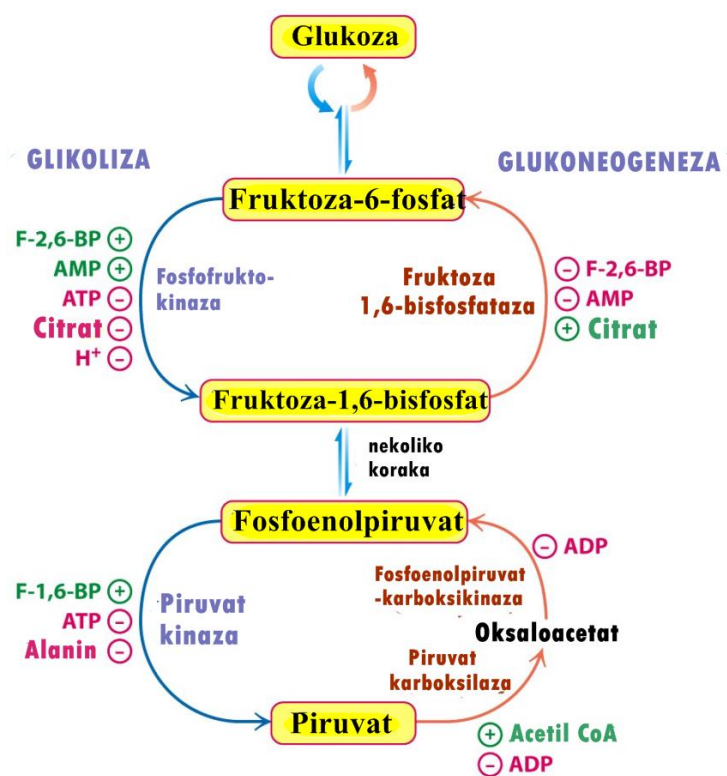 Glukoza
GLIKOLIZA
GLUKONEOGENEZA
Fruktoza-6-fosfat
F-2,6-BP +
AMP +
ATP −
Citrat −
H⁺ −
Fosfofrukto-
kinaza
Fruktoza
1,6-bisfosfataza
− F-2,6-BP
− AMP
+ Citrat
Fruktoza-1,6-bisfosfat
nekoliko
koraka
Fosfoenolpiruvat
− ADP
F-1,6-BP +
ATP −
Alanin −
Piruvat
kinaza
Fosfoenolpiruvat
-karboksikinaza
Oksaloacetat
Piruvat
karboksilaza
Piruvat
+ Acetil CoA
− ADP